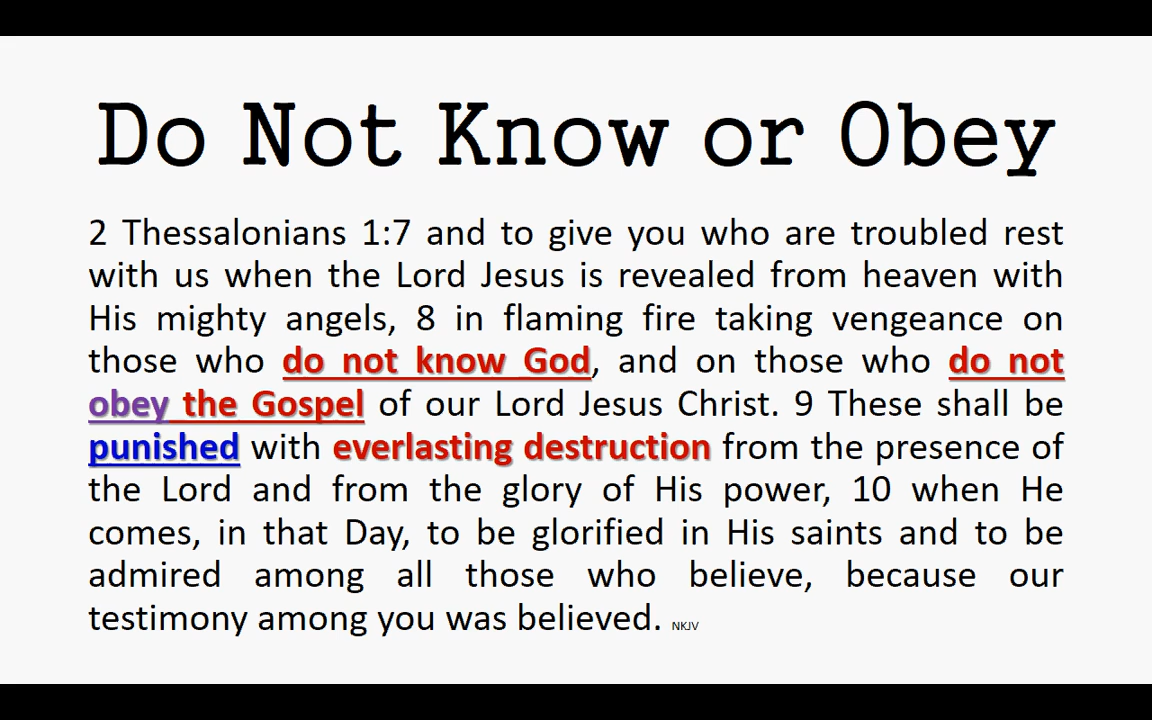 Do Not Know or Obey
2 Thessalonians 1:7 and to give you who are troubled rest
with us when the Lord Jesus is revealed from heaven with
His mighty angels, 8 in flaming fire taking vengeance on
those who do not know God, and on those who do not
obey the Gospel of our Lord Jesus Christ. 9 These shall be
punished with everlasting destruction from the presence of
the Lord and from the glory of His power, 10 when He
comes, in that Day, to be glorified in His saints and to be
admired among all those who believe, because our
testimony among you was believed. NKJV